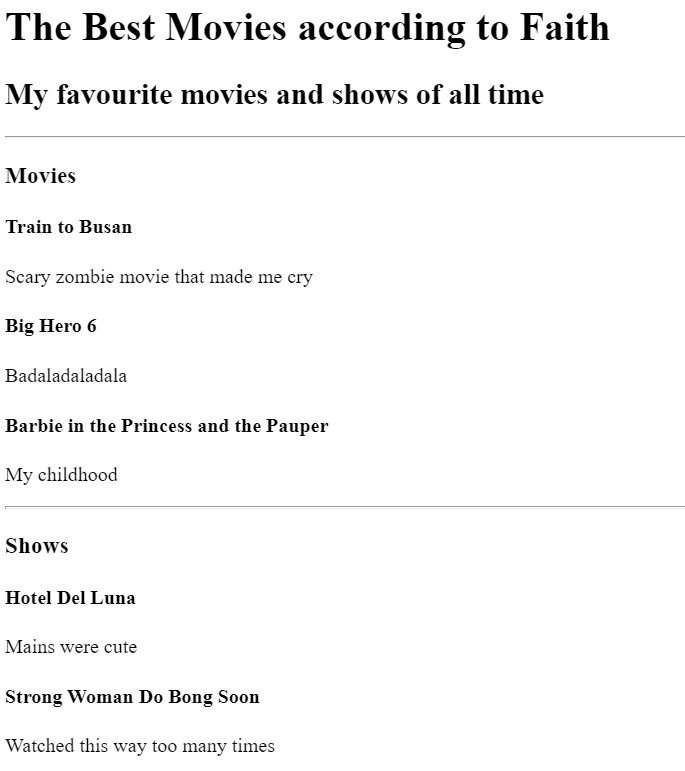 The Best Movies according to Faith
My favourite movies and shows of all time
Movies
Train to Busan
Scary zombie movie that made me cry
Big Hero 6
Badaladaladala
Barbie in the Princess and the Pauper
My childhood
Shows
Hotel Del Luna
Mains were cute
Strong Woman Do Bong Soon
Watched this way too many times